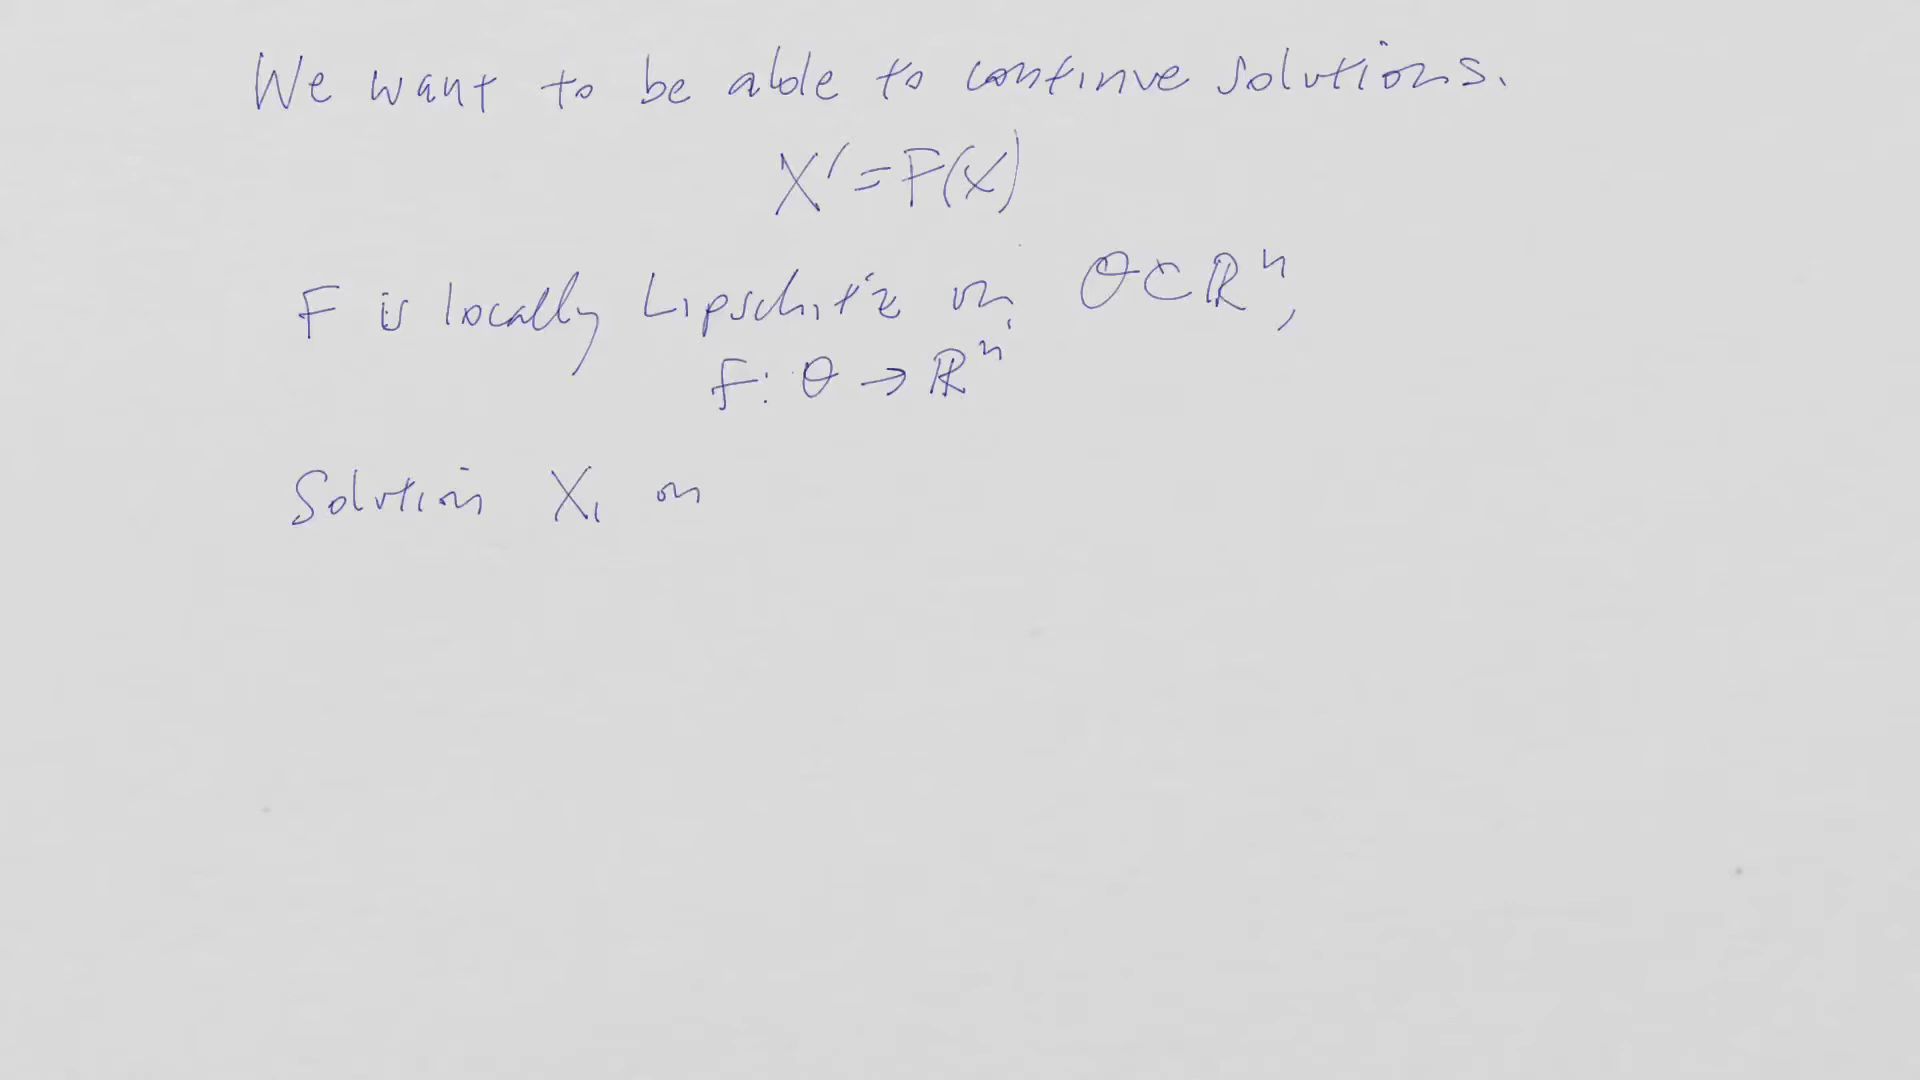 We want to be able to continue solutions.
X' = F(X)
F is locally Lipschitz on O ⊂ ℝⁿ,
F: O → ℝⁿ
Solution X₁ on